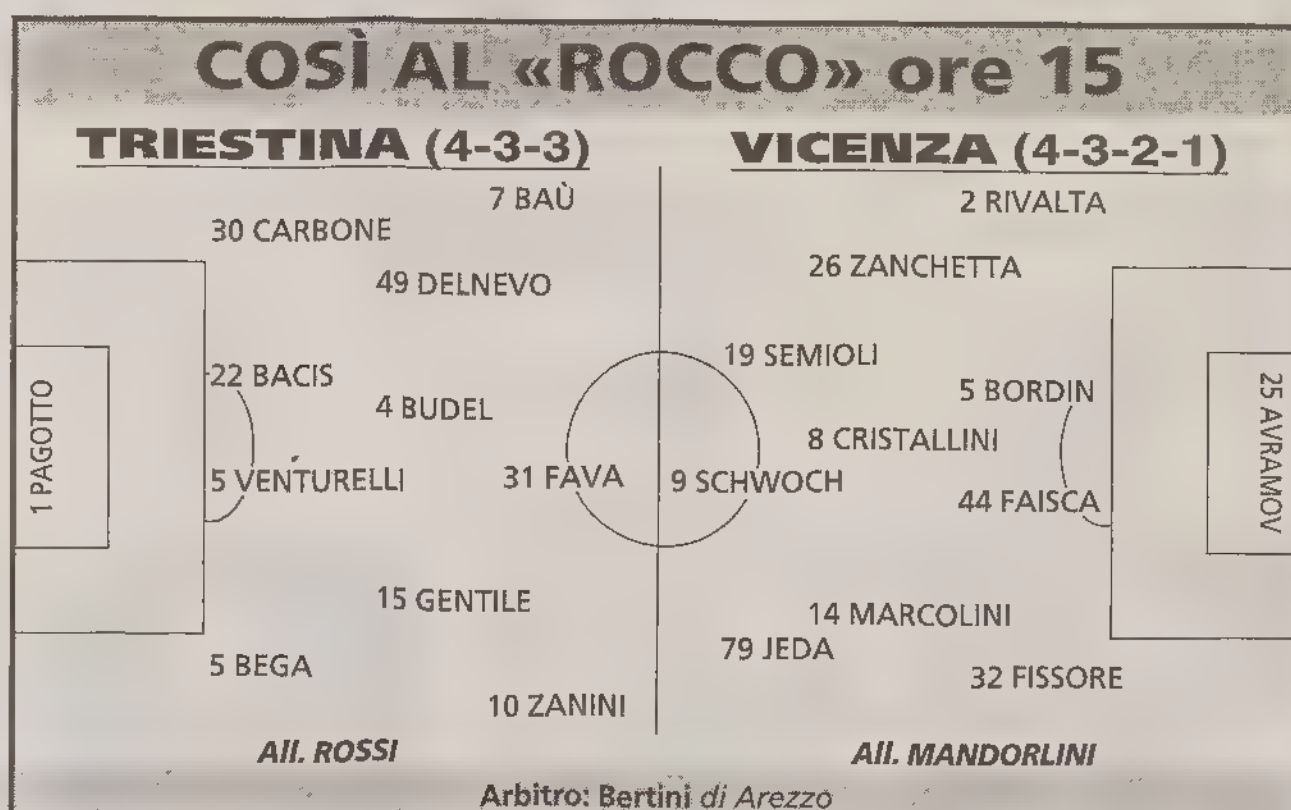 COSÌ AL «ROCCO» ore 15
TRIESTINA (4-3-3)
1 PAGOTTO
30 CARBONE
22 BACIS
5 VENTURELLI
5 BEGA
49 DELNEVO
4 BUDEL
15 GENTILE
7 BAÙ
31 FAVA
10 ZANINI
All. ROSSI
VICENZA (4-3-2-1)
2 RIVALTA
26 ZANCHETTA
19 SEMIOLI
5 BORDIN
8 CRISTALLINI
9 SCHWOCH
44 FAISCA
14 MARCOLINI
79 JEDA
32 FISSORE
25 AVRAMOV
All. MANDORLINI
Arbitro: Bertini di Arezzo